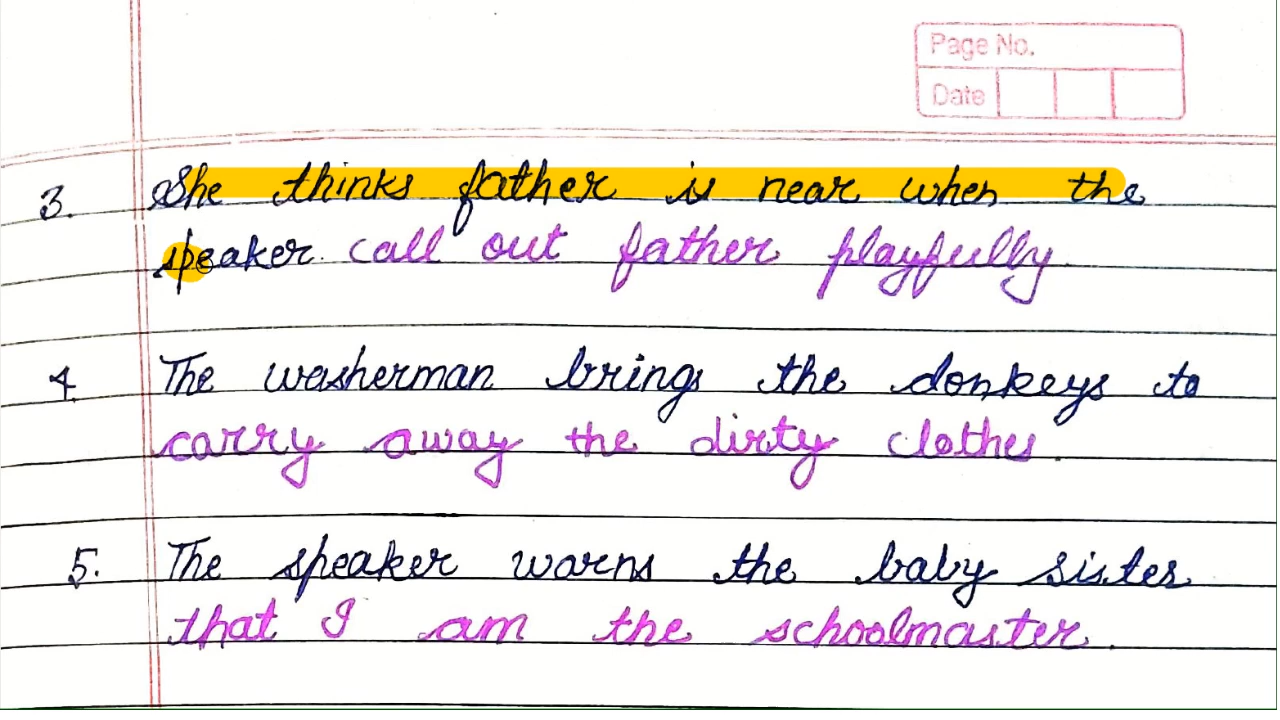 Page No.
Date
3. She thinks father is near when the
speaker call out father playfully.
4. The washerman brings the donkeys to
carry away the dirty clothes.
5. The speaker warns the baby sister
that I am the schoolmaster.